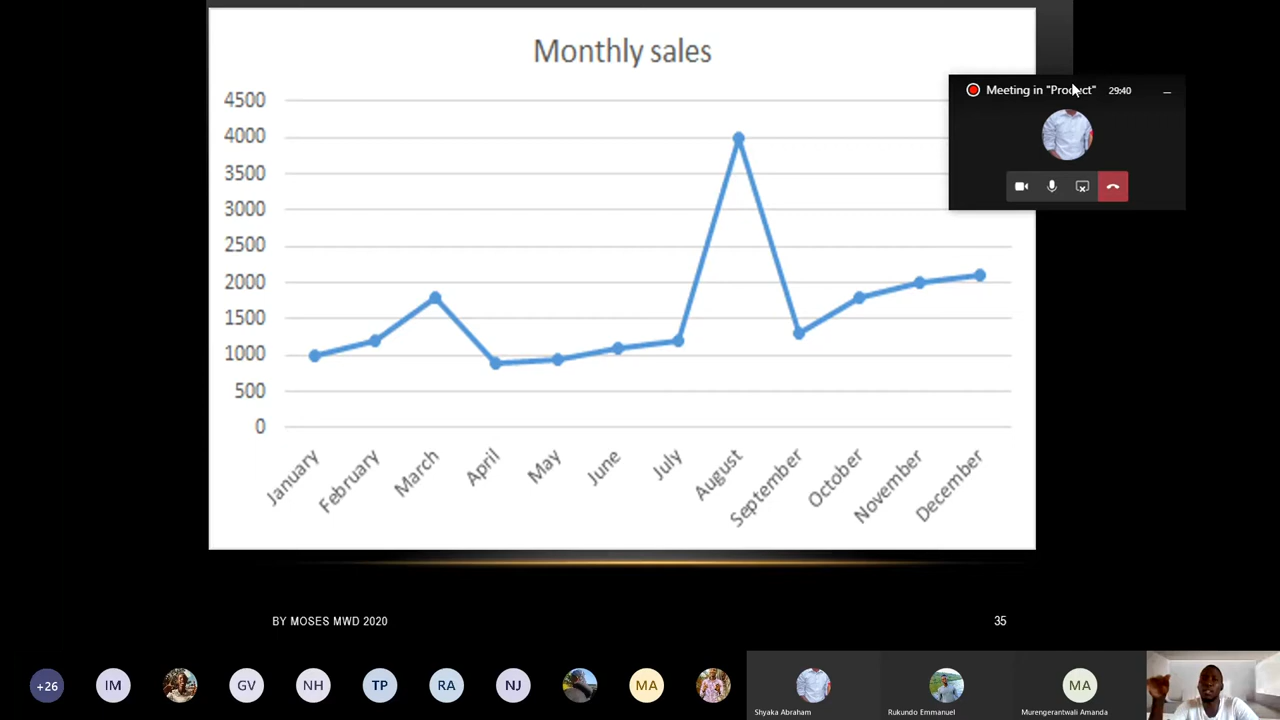 Monthly sales
4500
4000
3500
3000
2500
2000
1500
1000
500
0
January
February
March
April
May
June
July
August
September
October
November
December
Meeting in "Product" 29:40
BY MOSES MWD 2020
35
+26
IM
GV
NH
TP
RA
NJ
MA
MA
Shyaka Abraham
Rukundo Emmanuel
Murengerantwali Amanda